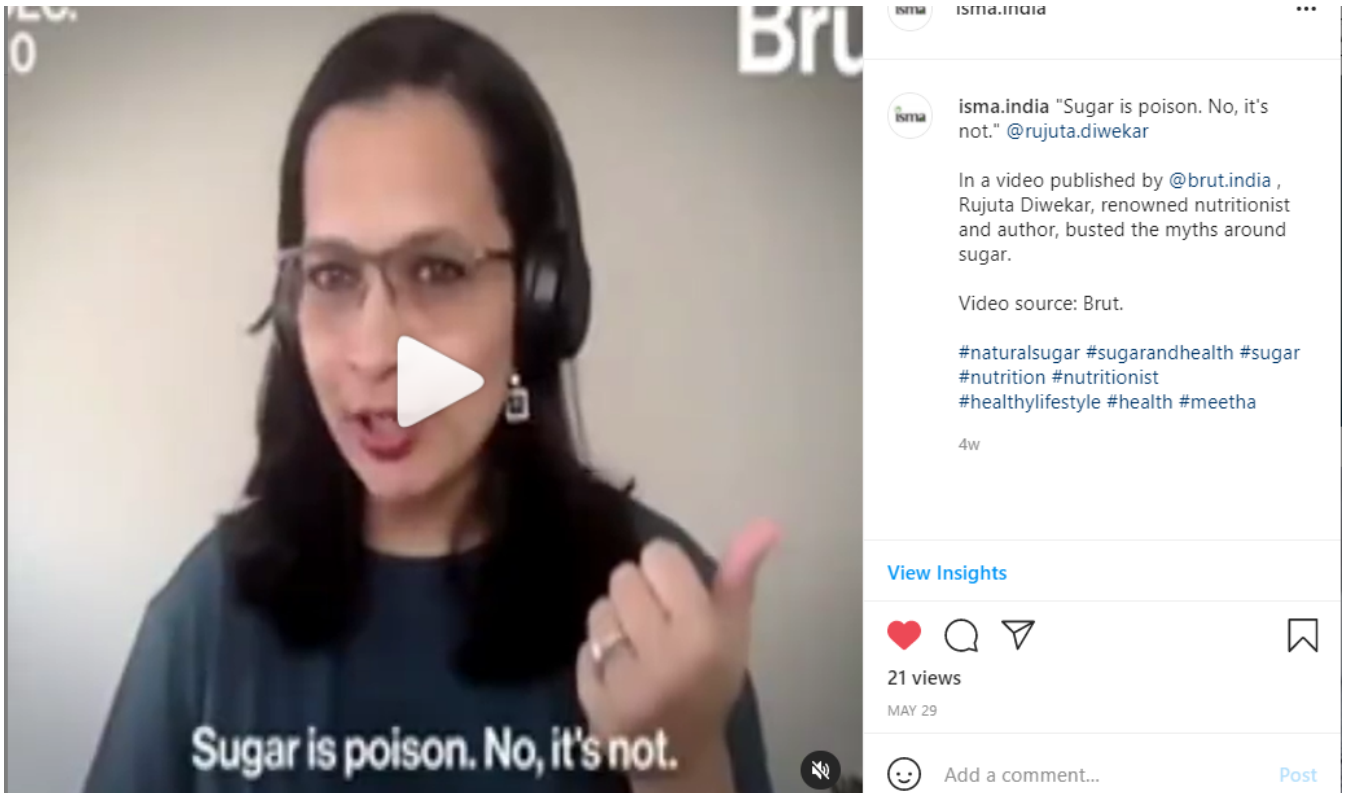 0
Bru
Sugar is poison. No, it's not.
isma
isma.india
isma
isma.india "Sugar is poison. No, it's
not." @rujuta.diwekar
In a video published by @brut.india ,
Rujuta Diwekar, renowned nutritionist
and author, busted the myths around
sugar.
Video source: Brut.
#naturalsugar #sugarandhealth #sugar
#nutrition #nutritionist
#healthylifestyle #health #meetha
4w
View Insights
21 views
MAY 29
Add a comment...
Post